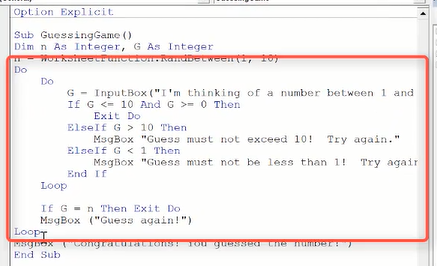 Option Explicit
Sub GuessingGame()
Dim n As Integer, G As Integer
n = WorksheetFunction.RandBetween(1, 10)
Do
Do
G = InputBox("I'm thinking of a number between 1 and
If G <= 10 And G >= 0 Then
Exit Do
ElseIf G > 10 Then
MsgBox "Guess must not exceed 10!  Try again."
ElseIf G < 1 Then
MsgBox "Guess must not be less than 1!  Try again
End If
Loop
If G = n Then Exit Do
MsgBox ("Guess again!")
Loop
MsgBox ("Congratulations! You guessed the number!")
End Sub